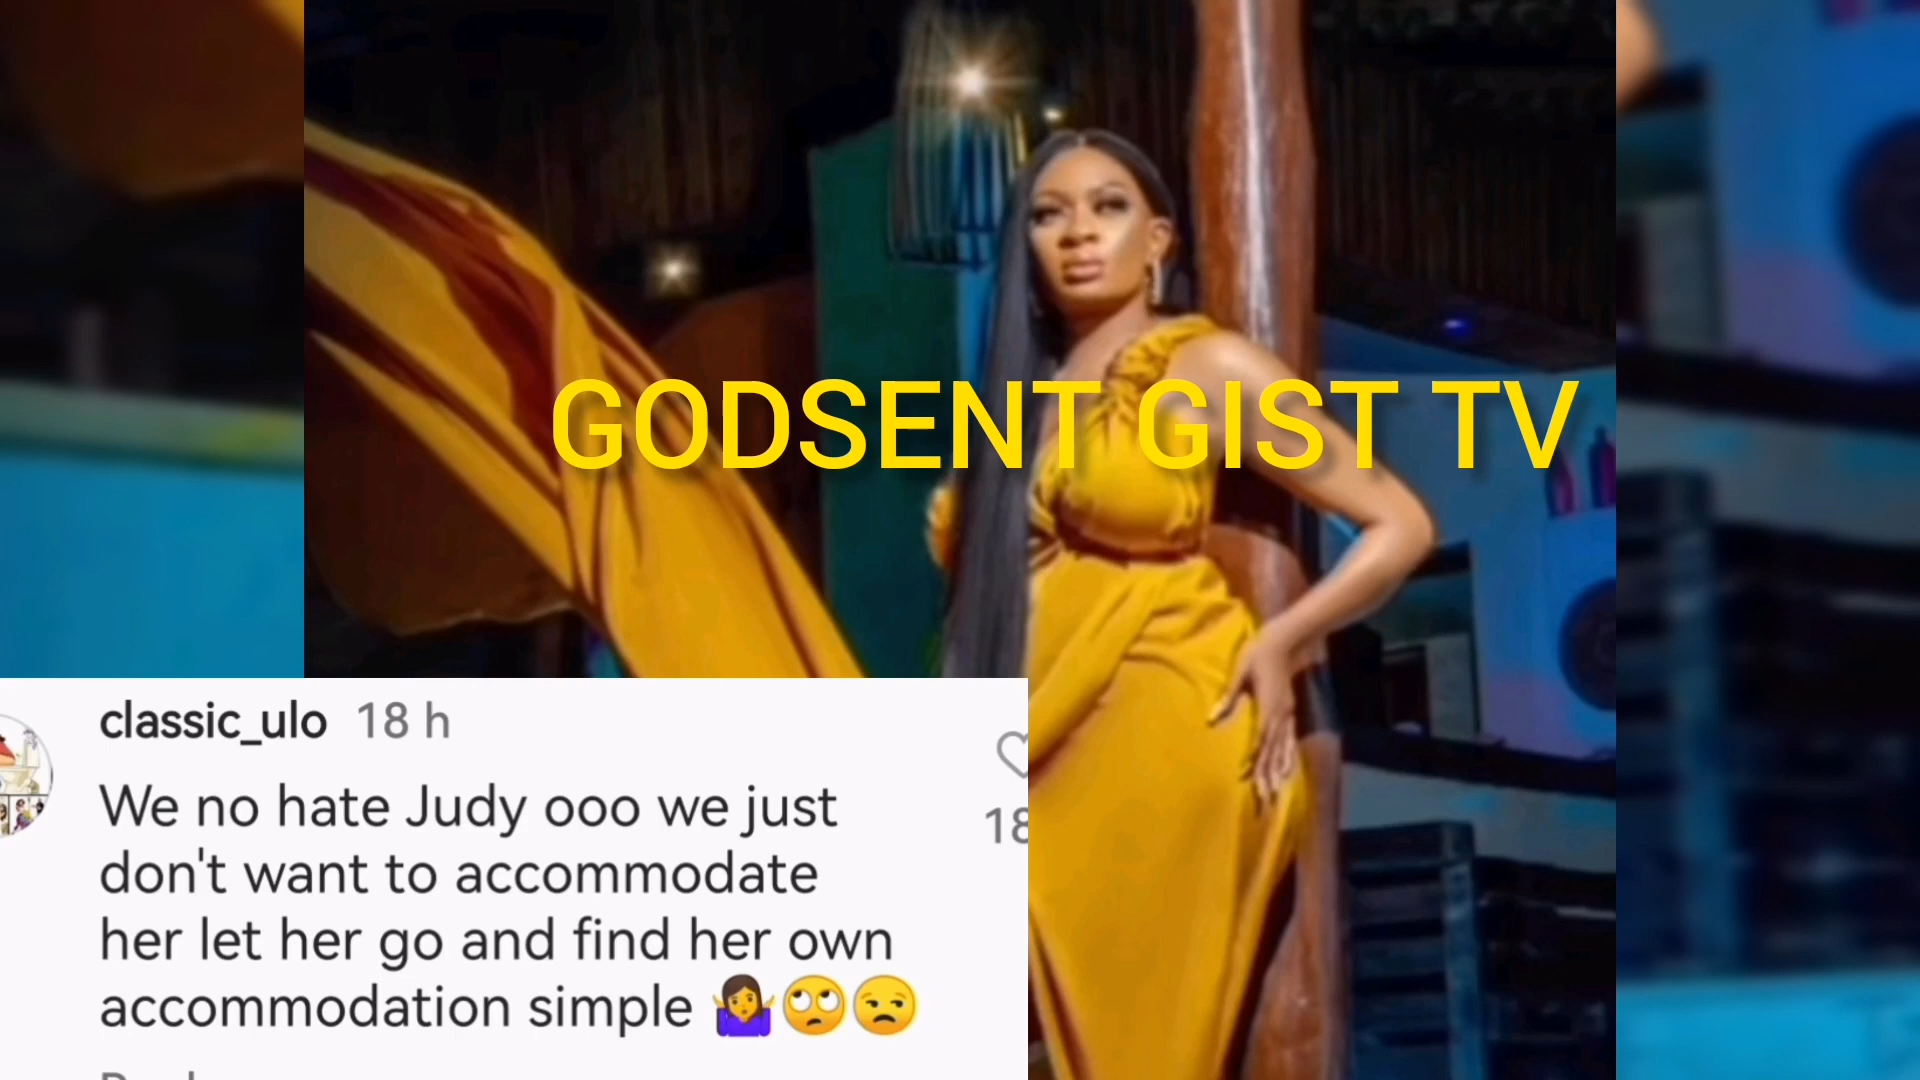 GODSENT GIST TV
classic_ulo 18 h
We no hate Judy ooo we just
don't want to accommodate
her let her go and find her own
accommodation simple 🤷‍♀️🙄😒